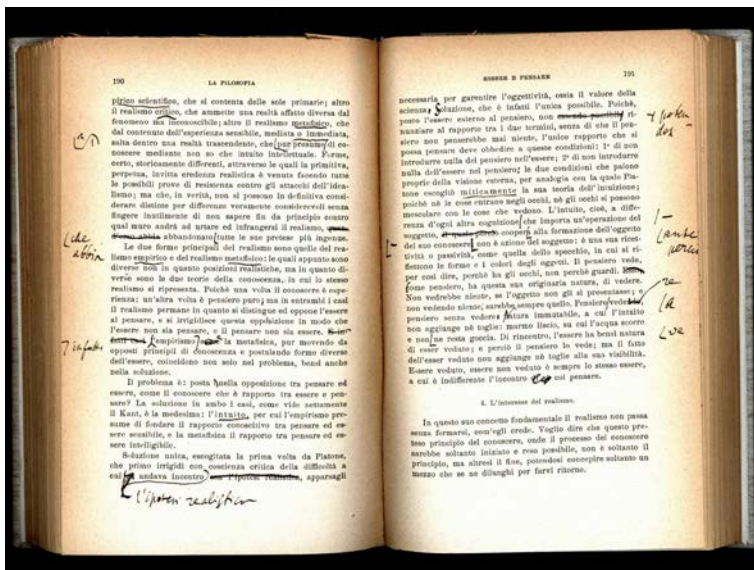 190
LA FILOSOFIA
pirico scientifico, che si contenta delle sole primarie; altro
il realismo critico, che ammette una realtà affatto diversa dal
fenomeno ma inconoscibile; altro il realismo metafisico, che
dal contenuto dell'esperienza sensibile, mediata o immediata,
salta dentro una realtà trascendente, che pur presume di co-
noscere mediante non so che intuito intellettuale. Forme,
certo, storicamente differenti, attraverso le quali la primitiva,
perpetua, invitta credenza realistica è venuta facendo tutte
le possibili prove di resistenza contro gli attacchi dell'idea-
lismo; ma che, in verità, non si possono in definitiva consi-
derare distinte per differenze veramente considerevoli senza
fingere inutilmente di non sapere fin da principio contro
qual muro andrà ad urtare ed infrangersi il realismo,
abbandonato tutte le sue pretese più ingenue.
che
abbia
Le due forme principali del realismo sono quelle del rea-
lismo empirico e del realismo metafisico: le quali appunto sono
diverse non in quanto posizioni realistiche, ma in quanto di-
verse sono le due teorie della conoscenza, in cui lo stesso
realismo si ripresenta. Poichè una volta il conoscere è espe-
rienza; un'altra volta è pensiero puro; ma in entrambi i casi
il realismo permane in quanto si distingue ed oppone l'essere
al pensare, e si irrigidisce questa opposizione in modo che
l'essere non sia pensare, e il pensare non sia essere.
l'empirismo la metafisica, pur movendo da
opposti principi di conoscenza e postulando forme diverse
dell'essere, coincidono non solo nel problema, bensì anche
nella soluzione.
Il problema è: posta nella opposizione tra pensare ed
essere, come il conoscere che è rapporto tra essere e pen-
sare? La soluzione in ambo i casi, come vide nettamente
il Kant, è la medesima: l'intuito, per cui l'empirismo pre-
sume di fondare il rapporto conoscitivo tra pensare ed es-
sere sensibile, e la metafisica il rapporto tra pensare ed es-
sere intelligibile.
Soluzione unica, escogitata la prima volta da Platone,
che primo irrigidì con coscienza critica della difficoltà a
cui andava incontro con l'ipotesi realistica, apparsagli
l'ipotesi realistica
ESSERE E PENSARE
191
necessaria per garentire l'oggettività, ossia il valore della
scienza. Soluzione, che è infatti l'unica possibile. Poichè,
posto l'essere esterno al pensiero, non essendo possibile ri-
nunziare al rapporto tra i due termini, senza di che il pen-
siero non penserebbe mai niente, l'unico rapporto che si
possa pensare deve obbedire a queste condizioni: 1° di non
introdurre nulla del pensiero nell'essere; 2° di non introdurre
nulla dell'essere nel pensiero; le due condizioni che paiono
proprie della visione esterna, per analogia con la quale Pla-
tone escogitò miticamente la sua teoria dell'intuizione;
poichè nè le cose entrano negli occhi, nè gli occhi si possono
mescolare con le cose che vedono. L'intuito, cioè, a diffe-
renza d'ogni altra cognizione che importa un'operazione del
soggetto, cooperi alla formazione dell'oggetto
del suo conoscere, non è azione del soggetto: è una sua ricet-
tività o passività, come quella dello specchio, in cui si ri-
flettono le forme e i colori degli oggetti. Il pensiero vede,
per così dire, perchè ha gli occhi, non perchè guardi.
Come pensiero, ha questa sua originaria natura, di vedere.
Non vedrebbe niente, se l'oggetto non gli si presentasse; e
non vedendo niente, sarebbe sempre quello. Pensiero vedente,
pensiero senza vedere: natura immutabile, a cui l'intuito
non aggiunge nè toglie: marmo liscio, su cui l'acqua scorre
e non ne resta goccia. Di rincontro, l'essere ha bensì natura
di esser veduto; e perciò il pensiero lo vede; ma il fatto
dell'esser veduto non aggiunge nè toglie alla sua visibilità.
Essere veduto, essere non veduto è sempre lo stesso essere,
a cui è indifferente l'incontro col pensare.
4. L'interesse del realismo.
In questo suo concetto fondamentale il realismo non passa
senza formarsi, com'egli crede. Voglio dire che questo pre-
teso principio del conoscere, onde il processo del conoscere
sarebbe soltanto iniziato e reso possibile, non è soltanto il
principio, ma altresì il fine, potendosi concepire soltanto un
mezzo che se ne dilunghi per farvi ritorno.